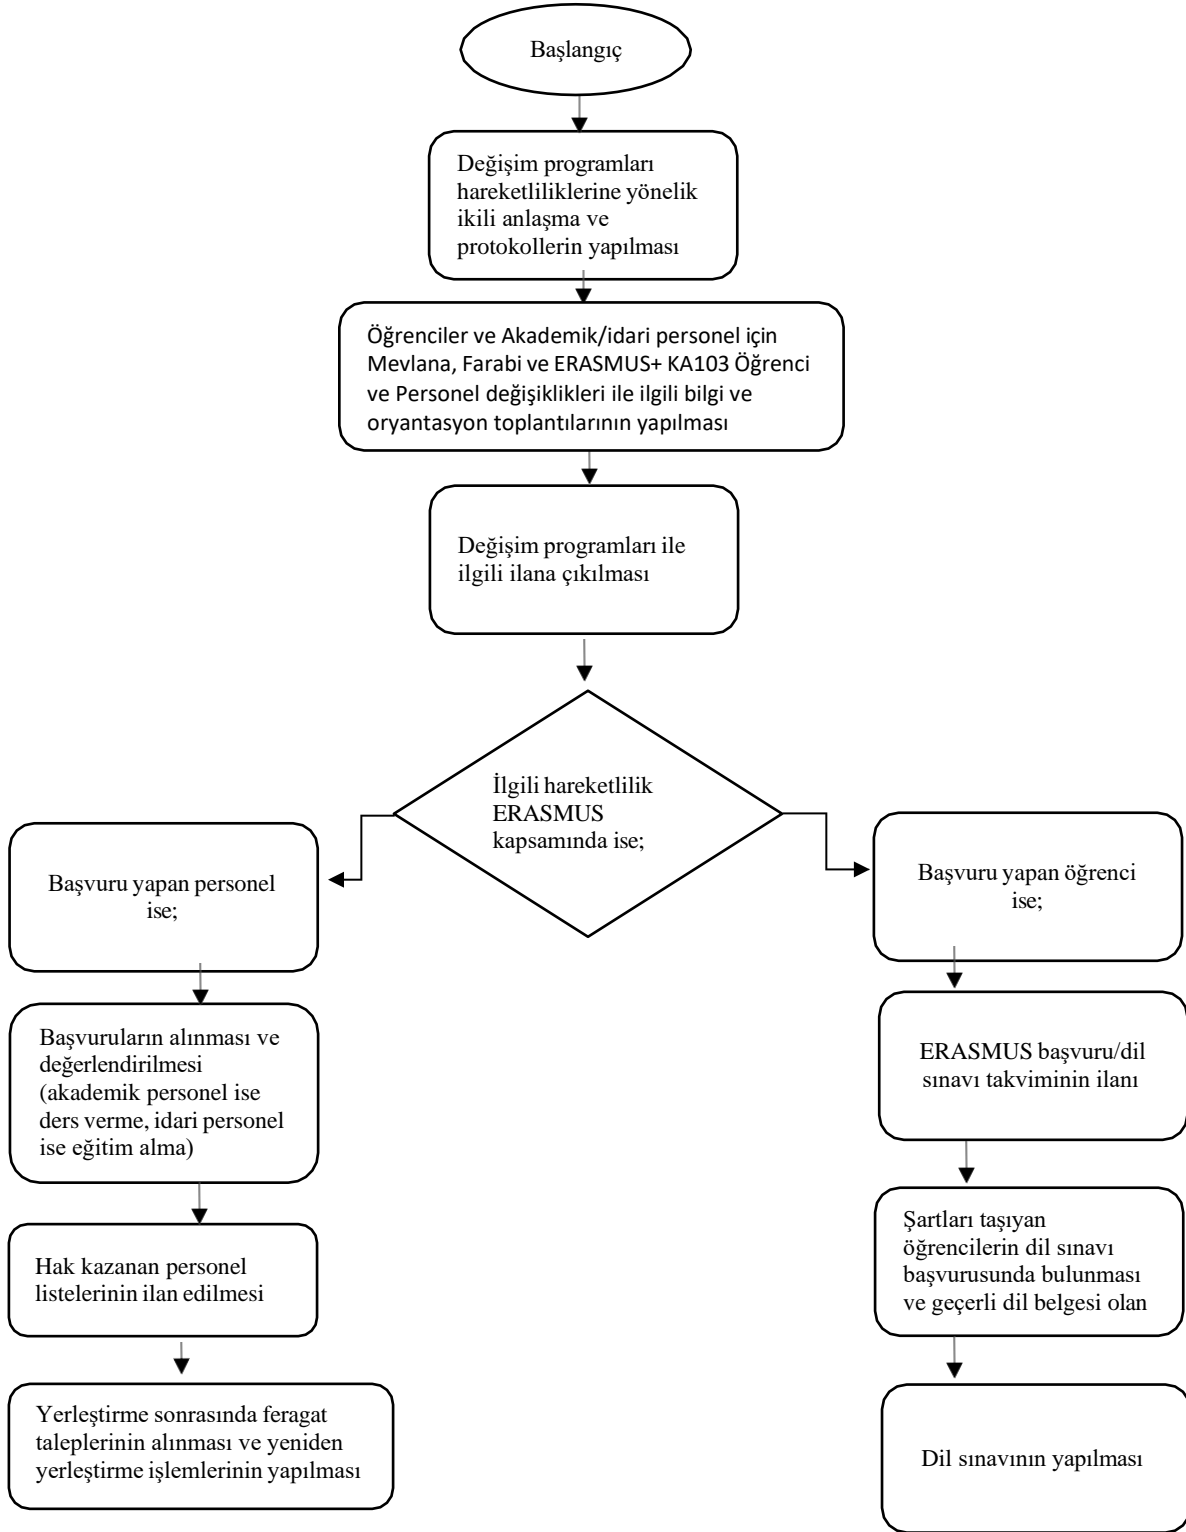 Başlangıç
Değişim programları
hareketliliklerine yönelik
ikili anlaşma ve
protokollerin yapılması
Öğrenciler ve Akademik/idari personel için
Mevlana, Farabi ve ERASMUS+ KA103 Öğrenci
ve Personel değişiklikleri ile ilgili bilgi ve
oryantasyon toplantılarının yapılması
Değişim programları ile
ilgili ilana çıkılması
İlgili hareketlilik
ERASMUS
kapsamında ise;
Başvuru yapan personel
ise;
Başvuruların alınması ve
değerlendirilmesi
(akademik personel ise
ders verme, idari personel
ise eğitim alma)
Hak kazanan personel
listelerinin ilan edilmesi
Yerleştirme sonrasında feragat
taleplerinin alınması ve yeniden
yerleştirme işlemlerinin yapılması
Başvuru yapan öğrenci
ise;
ERASMUS başvuru/dil
sınavı takviminin ilanı
Şartları taşıyan
öğrencilerin dil sınavı
başvurusunda bulunması
ve geçerli dil belgesi olan
Dil sınavının yapılması